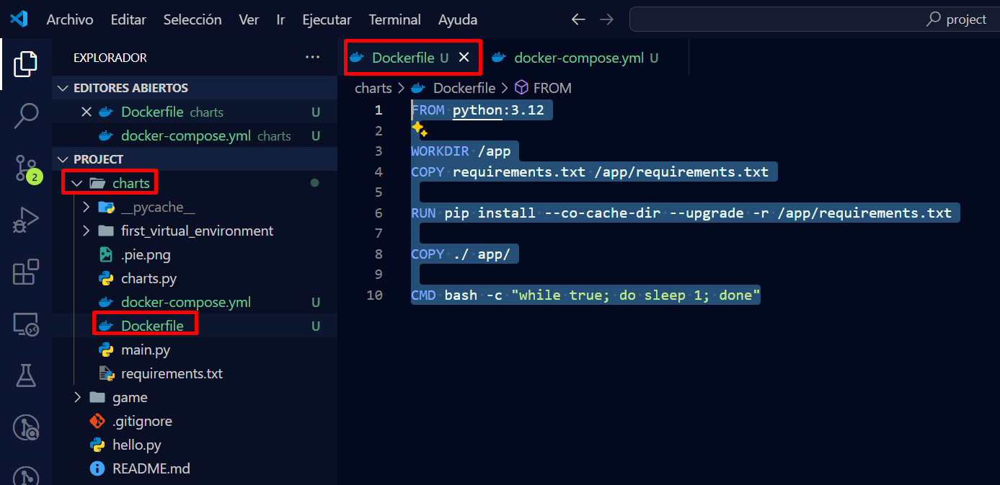 Archivo Editar Selección Ver Ir Ejecutar Terminal Ayuda project
EXPLORADOR
EDITORES ABIERTOS
Dockerfile charts U
docker-compose.yml charts U
PROJECT
charts
__pycache__
first_virtual_environment
.pie.png
charts.py
docker-compose.yml U
Dockerfile U
main.py
requirements.txt
game
.gitignore
hello.py
README.md
2
Dockerfile U docker-compose.yml U
charts > Dockerfile > FROM
1 FROM python:3.12
2
3 WORKDIR /app
4 COPY requirements.txt /app/requirements.txt
5
6 RUN pip install --co-cache-dir --upgrade -r /app/requirements.txt
7
8 COPY ./ app/
9
10 CMD bash -c "while true; do sleep 1; done"